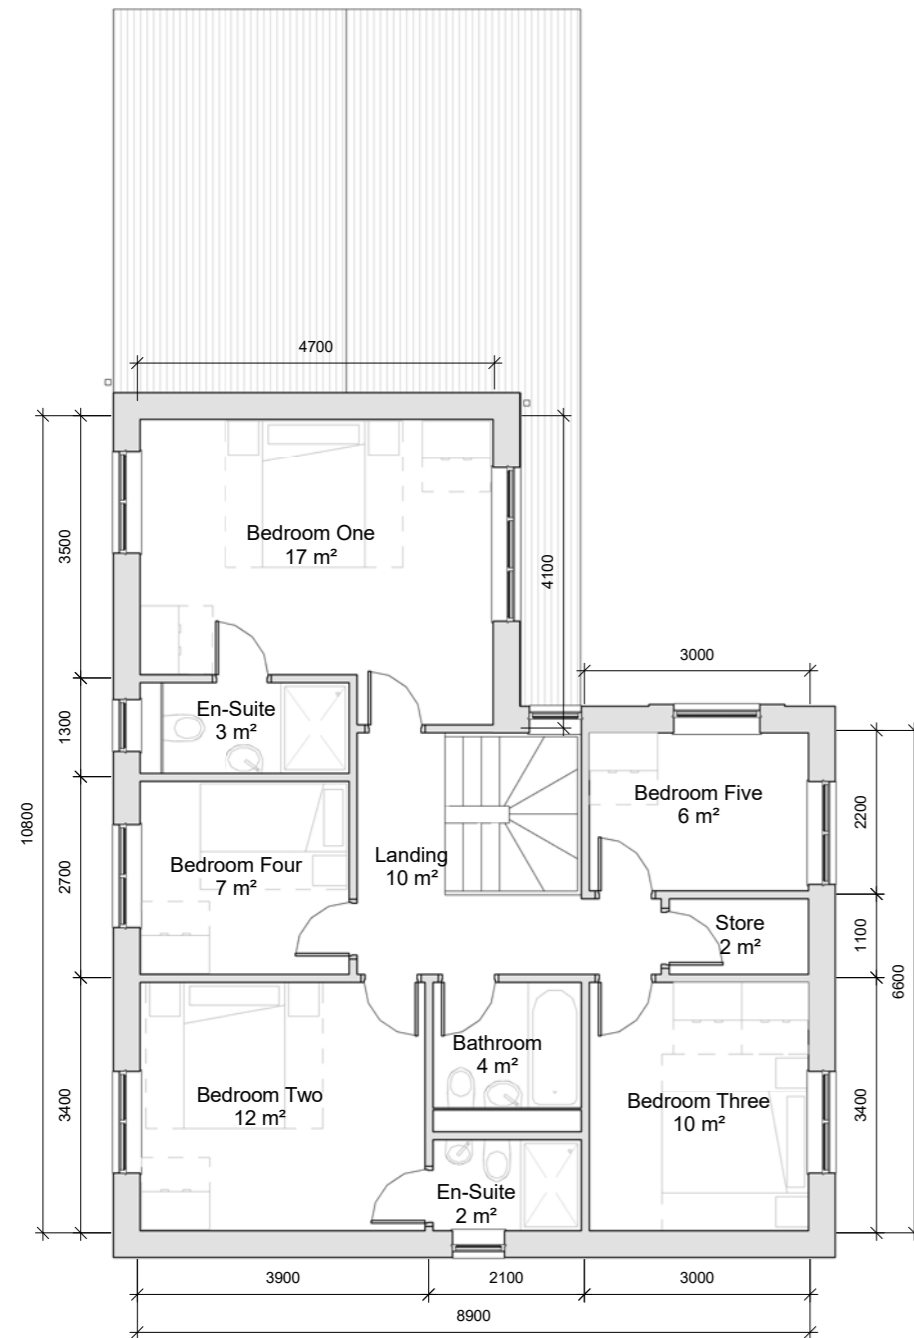 4700
Bedroom One
17 m²
3500
4100
3000
En-Suite
3 m²
1300
Bedroom Five
6 m²
2200
10800
Bedroom Four
7 m²
2700
Landing
10 m²
Store
2 m²
1100
6600
Bathroom
4 m²
Bedroom Two
12 m²
Bedroom Three
10 m²
3400
3400
En-Suite
2 m²
3900
2100
3000
8900